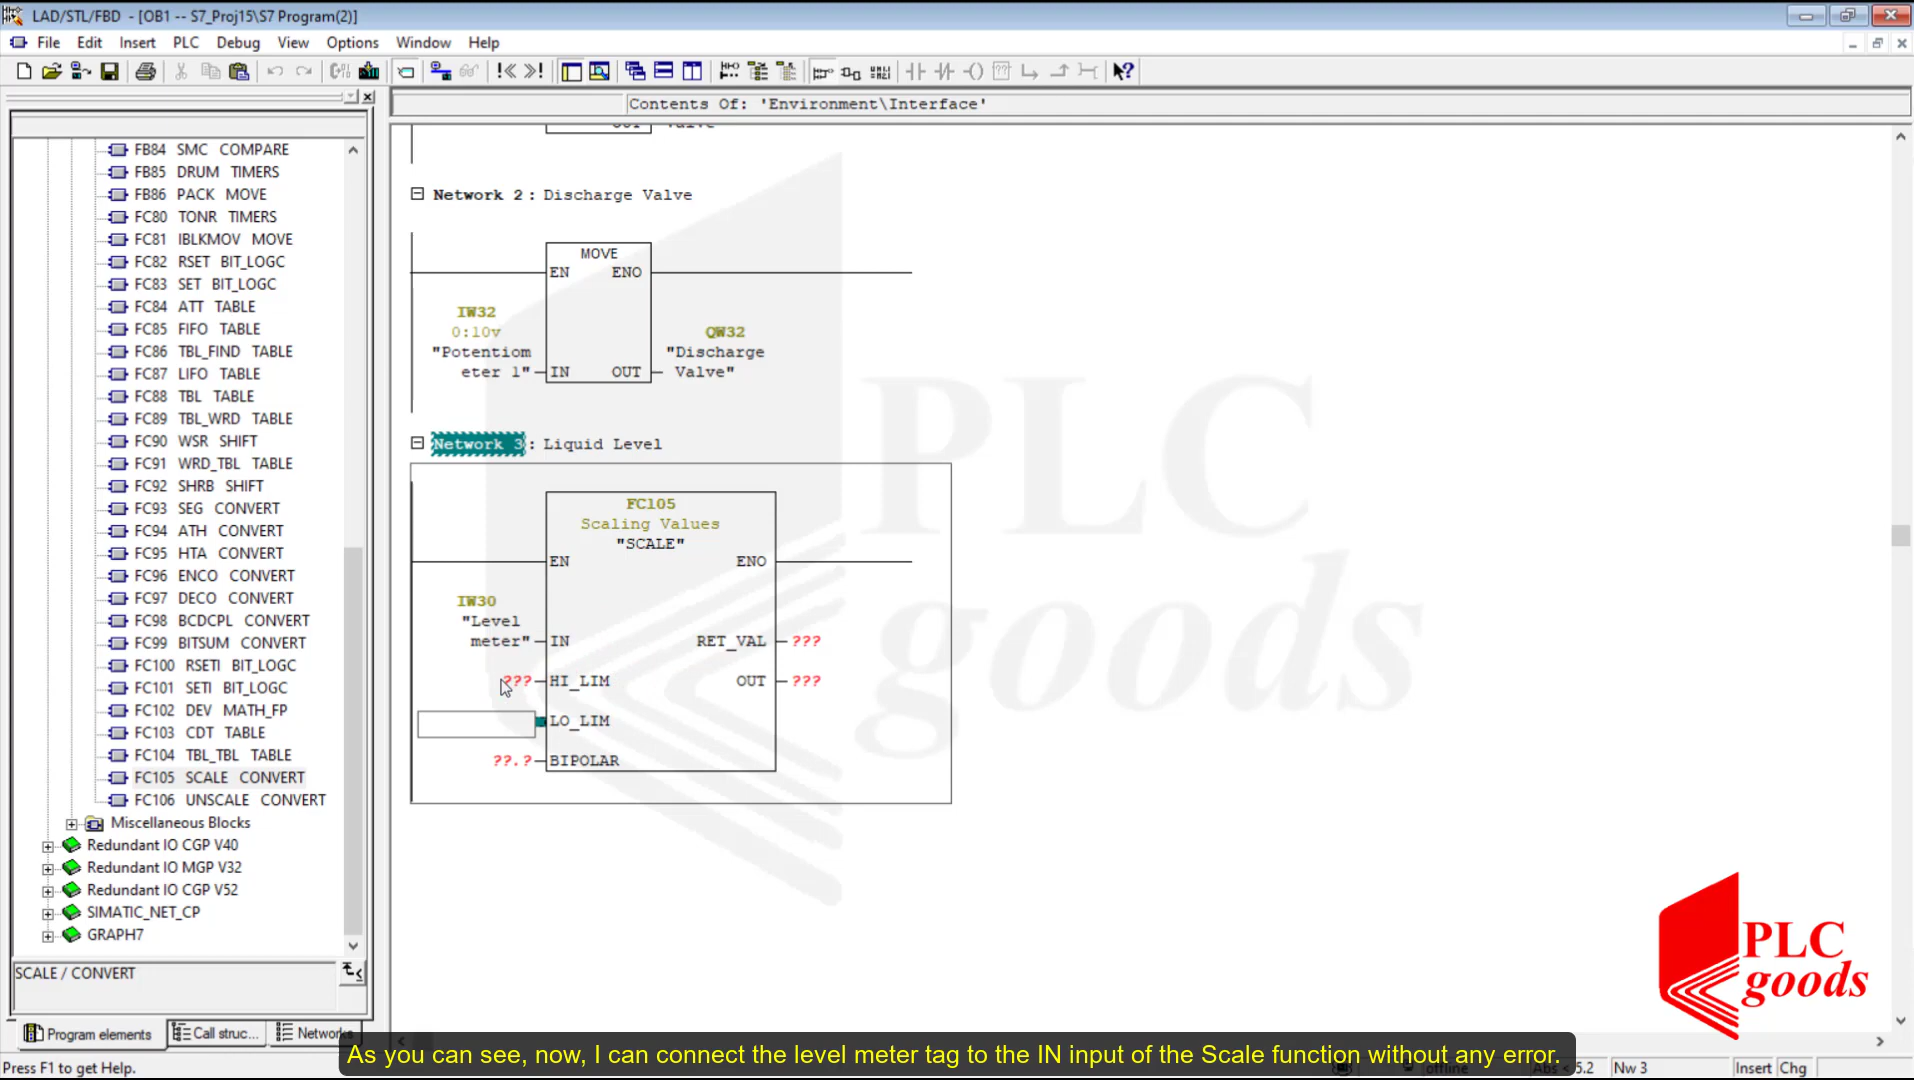 LAD/STL/FBD - [OB1 -- S7_Proj15\S7 Program(2)]
File Edit Insert PLC Debug View Options Window Help
Contents Of: 'Environment\Interface'
FB84 SMC COMPARE
FB85 DRUM TIMERS
FB86 PACK MOVE
FC80 TONR TIMERS
FC81 IBLKMOV MOVE
FC82 RSET BIT_LOGC
FC83 SET BIT_LOGC
FC84 ATT TABLE
FC85 FIFO TABLE
FC86 TBL_FIND TABLE
FC87 LIFO TABLE
FC88 TBL TABLE
FC89 TBL_WRD TABLE
FC90 WSR SHIFT
FC91 WRD_TBL TABLE
FC92 SHRB SHIFT
FC93 SEG CONVERT
FC94 ATH CONVERT
FC95 HTA CONVERT
FC96 ENCO CONVERT
FC97 DECO CONVERT
FC98 BCDCPL CONVERT
FC99 BITSUM CONVERT
FC100 RSETI BIT_LOGC
FC101 SETI BIT_LOGC
FC102 DEV MATH_FP
FC103 CDT TABLE
FC104 TBL_TBL TABLE
FC105 SCALE CONVERT
FC106 UNSCALE CONVERT
Miscellaneous Blocks
Redundant IO CGP V40
Redundant IO MGP V32
Redundant IO CGP V52
SIMATIC_NET_CP
GRAPH7
SCALE / CONVERT
Program elements Call struc... Network
Press F1 to get Help.
Network 2 : Discharge Valve
MOVE
EN ENO
IW32
0:10v
"Potentiom
eter 1" IN
QW32
"Discharge
OUT Valve"
Network 3 : Liquid Level
FC105
Scaling Values
"SCALE"
EN ENO
IW30
"Level
meter" IN RET_VAL ???
??? HI_LIM OUT ???
LO_LIM
??.? BIPOLAR
PLC
goods
PLC
goods
As you can see, now, I can connect the level meter tag to the IN input of the Scale function without any error.
offline Abs < 5.2 Nw 3 Insert Chg